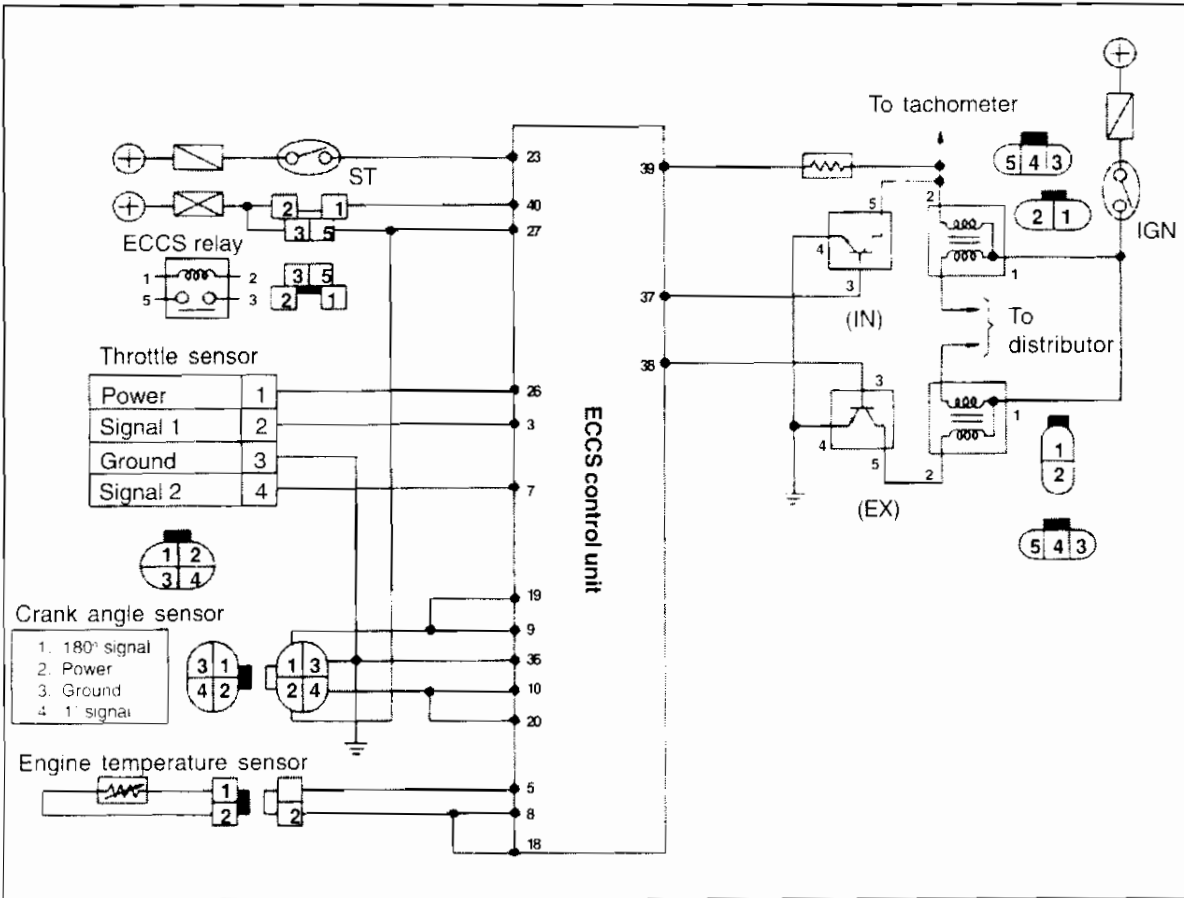 To tachometer
IGN
5 4 3
2 1
23
39
ST
2 1
40
3 5
27
ECCS relay
1 2
5 3
3 5
2 1
5
4
3
2
1
37
(IN)
To
distributor
38
3
4
5
(EX)
1
2
1
2
5 4 3
Throttle sensor
Power 1
26
Signal 1 2
3
Ground 3
Signal 2 4
7
ECCS control unit
1 2
3 4
19
Crank angle sensor
1. 180° signal
2. Power
3. Ground
4 1° signal
3 1
4 2
1 3
2 4
9
10
20
Engine temperature sensor
1
2
2
5
8
18